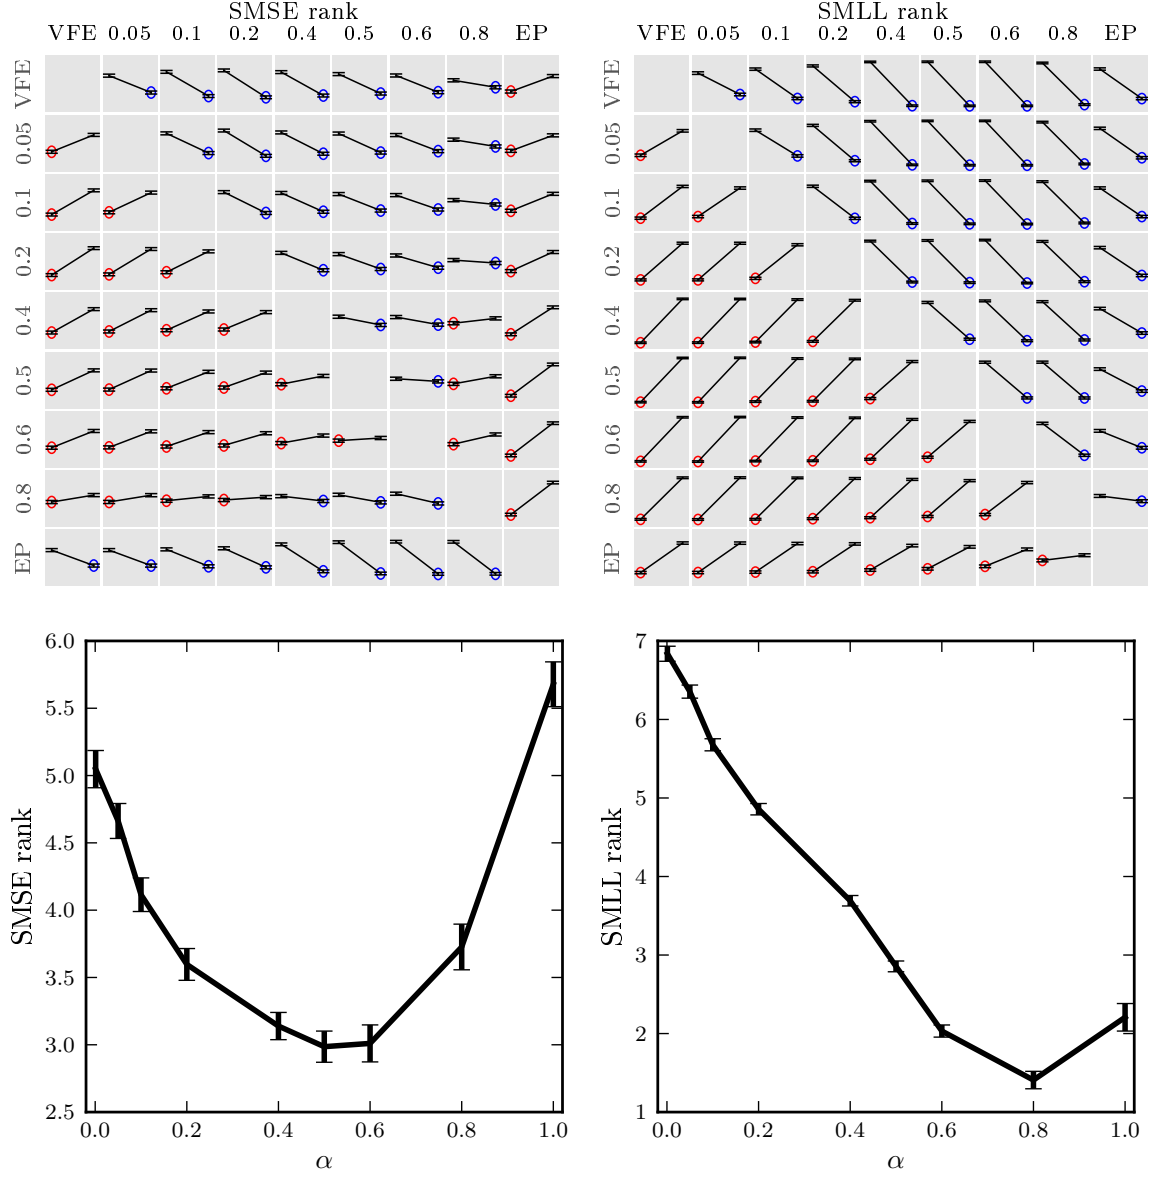 SMSE rank
VFE 0.05 0.1 0.2 0.4 0.5 0.6 0.8 EP
VFE
0.05
0.1
0.2
0.4
0.5
0.6
0.8
EP
SMLL rank
VFE 0.05 0.1 0.2 0.4 0.5 0.6 0.8 EP
VFE
0.05
0.1
0.2
0.4
0.5
0.6
0.8
EP
SMSE rank
6.0
5.5
5.0
4.5
4.0
3.5
3.0
2.5
0.0 0.2 0.4 0.6 0.8 1.0
α
SMLL rank
7
6
5
4
3
2
1
0.0 0.2 0.4 0.6 0.8 1.0
α